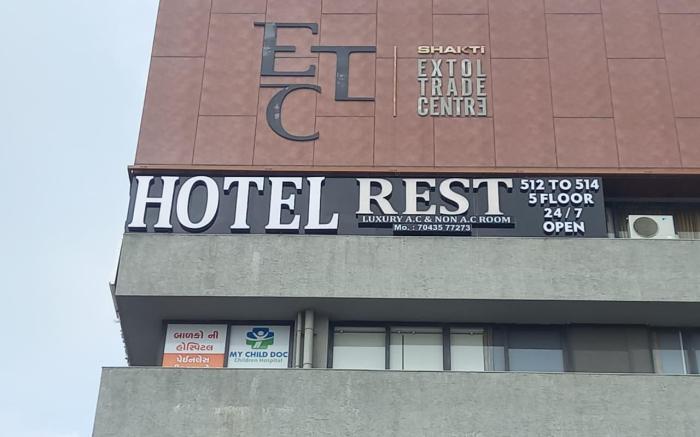 ETC
SHAKTI
EXTOL
TRADE
CENTRE
HOTEL REST
LUXURY A.C & NON A.C ROOM
Mo. : 70435 77273
512 TO 514
5 FLOOR
24 / 7
OPEN
બાળકો ની
હોસ્પિટલ
પેઈનલેસ
MY CHILD DOC
Children Hospital